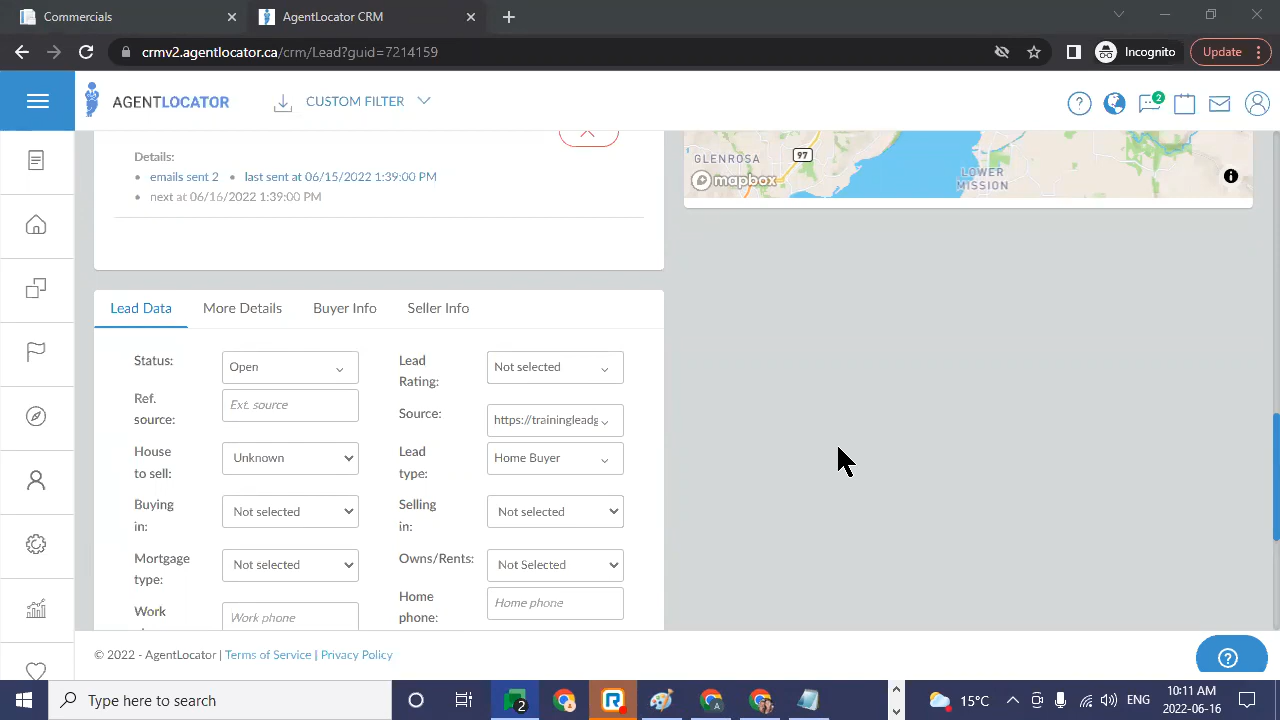 Commercials
AgentLocator CRM
crmv2.agentlocator.ca/crm/Lead?guid=7214159
Incognito
Update
AGENTLOCATOR
CUSTOM FILTER
2
Details:
emails sent 2
last sent at 06/15/2022 1:39:00 PM
next at 06/16/2022 1:39:00 PM
GLENROSA
97
LOWER
MISSION
mapbox
Lead Data
More Details
Buyer Info
Seller Info
Status:
Open
Lead
Rating:
Not selected
Ref.
source:
Ext. source
Source:
https://trainingleadg
House
to sell:
Unknown
Lead
type:
Home Buyer
Buying
in:
Not selected
Selling
in:
Not selected
Mortgage
type:
Not selected
Owns/Rents:
Not Selected
Work
Work phone
Home
phone:
Home phone
© 2022 - AgentLocator | Terms of Service | Privacy Policy
Type here to search
2
15°C
ENG
10:11 AM
2022-06-16